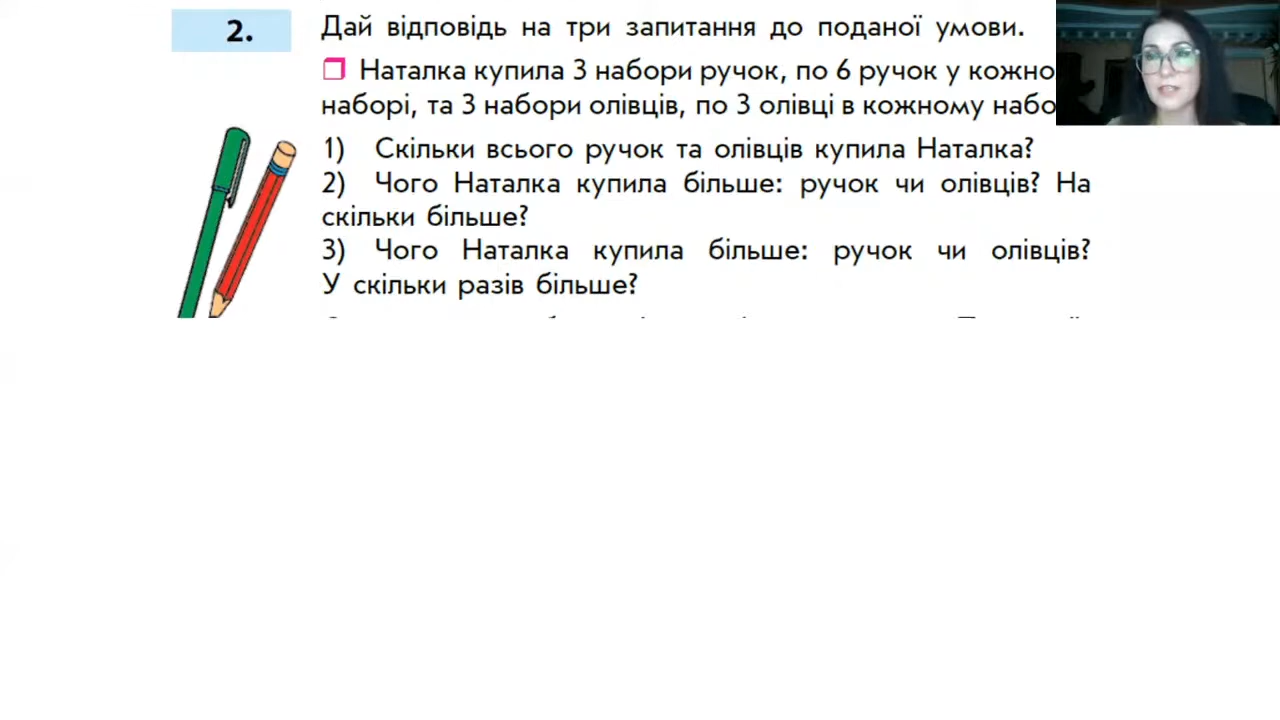 2.
Дай відповідь на три запитання до поданої умови.
Наталка купила 3 набори ручок, по 6 ручок у
наборі, та 3 набори олівців, по 3 олівці в кожному
1) Скільки всього ручок та олівців купила Наталка?
2) Чого Наталка купила більше: ручок чи олівців? На
скільки більше?
3) Чого Наталка купила більше: ручок чи олівців?
У скільки разів більше?